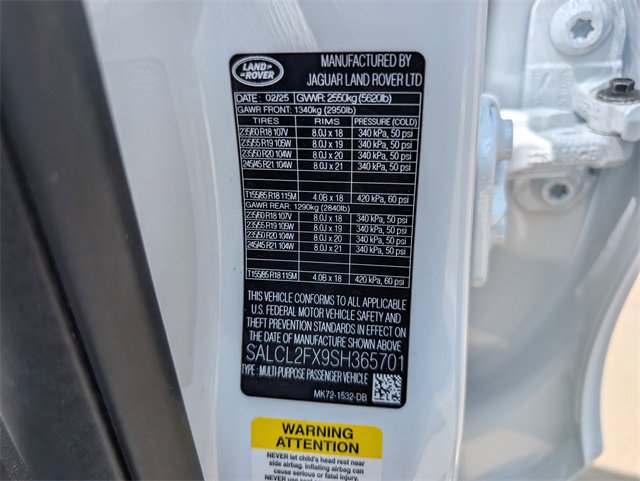 LAND
ROVER
MANUFACTURED BY
JAGUAR LAND ROVER LTD
DATE: 02/25 GVWR: 2550kg (5620lb)
GAWR FRONT: 1340kg (2950lb)
TIRES RIMS PRESSURE (COLD)
235/60 R18 107V 8.0J x 18 340 kPa, 50 psi
235/55 R19 105W 8.0J x 19 340 kPa, 50 psi
235/50 R20 104W 8.0J x 20 340 kPa, 50 psi
245/45 R21 104W 8.0J x 21 340 kPa, 50 psi
T155/85 R18 115M 4.0B x 18 420 kPa, 60 psi
GAWR REAR: 1290kg (2840lb)
235/60 R18 107V 8.0J x 18 340 kPa, 50 psi
235/55 R19 105W 8.0J x 19 340 kPa, 50 psi
235/50 R20 104W 8.0J x 20 340 kPa, 50 psi
245/45 R21 104W 8.0J x 21 340 kPa, 50 psi
T155/85 R18 115M 4.0B x 18 420 kPa, 60 psi
THIS VEHICLE CONFORMS TO ALL APPLICABLE
U.S. FEDERAL MOTOR VEHICLE SAFETY AND
THEFT PREVENTION STANDARDS IN EFFECT ON
THE DATE OF MANUFACTURE SHOWN ABOVE
SALCL2FX9SH365701
TYPE : MULTI-PURPOSE PASSENGER VEHICLE
MK72-1532-DB
WARNING
ATTENTION
NEVER let child's head rest near
side airbag. Inflating airbag can
cause serious or fatal injury.